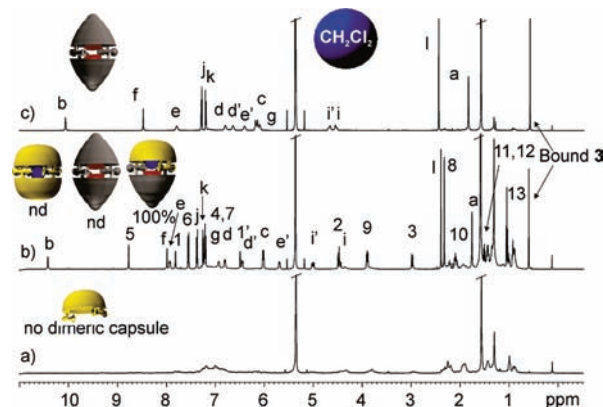 CH2Cl2
l
j
k
a
b
f
e
d d' e' c g
i' i
c)
11, 12
Bound 3
l 8
nd
nd
100%
e
k
6 j 4,7
a
13
b
5
f 1
g d 1' d' c
e'
i'
2 i
9
3
10
b)
no dimeric capsule
a)
10 9 8 7 6 5 4 3 2 1 ppm